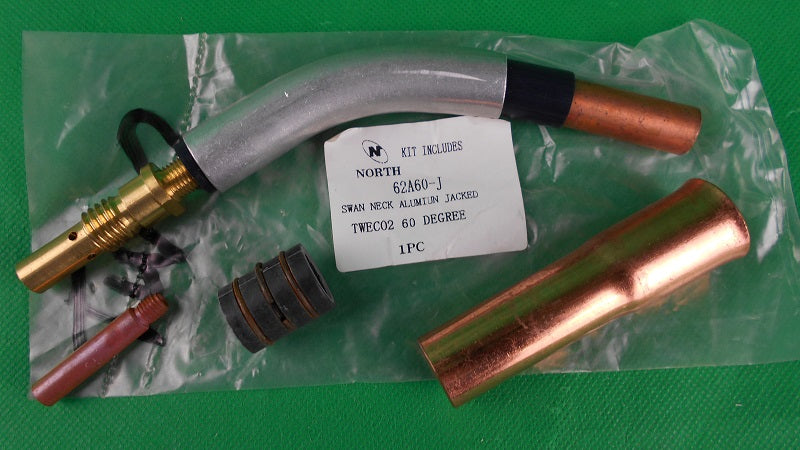 N KIT INCLUDES
NORTH
62A60-J
SWAN NECK ALUMIUN JACKED
TWECO2 60 DEGREE
1PC